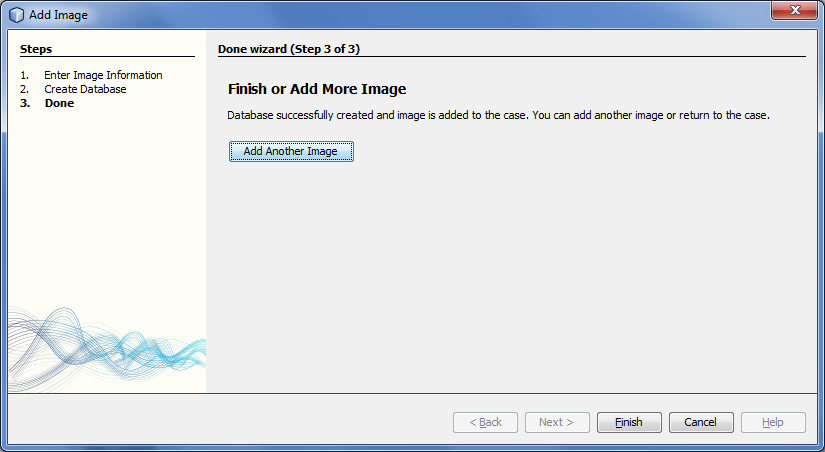 Add Image
Steps
1. Enter Image Information
2. Create Database
3. Done
Done wizard (Step 3 of 3)
Finish or Add More Image
Database successfully created and image is added to the case. You can add another image or return to the case.
Add Another Image
< Back
Next >
Finish
Cancel
Help